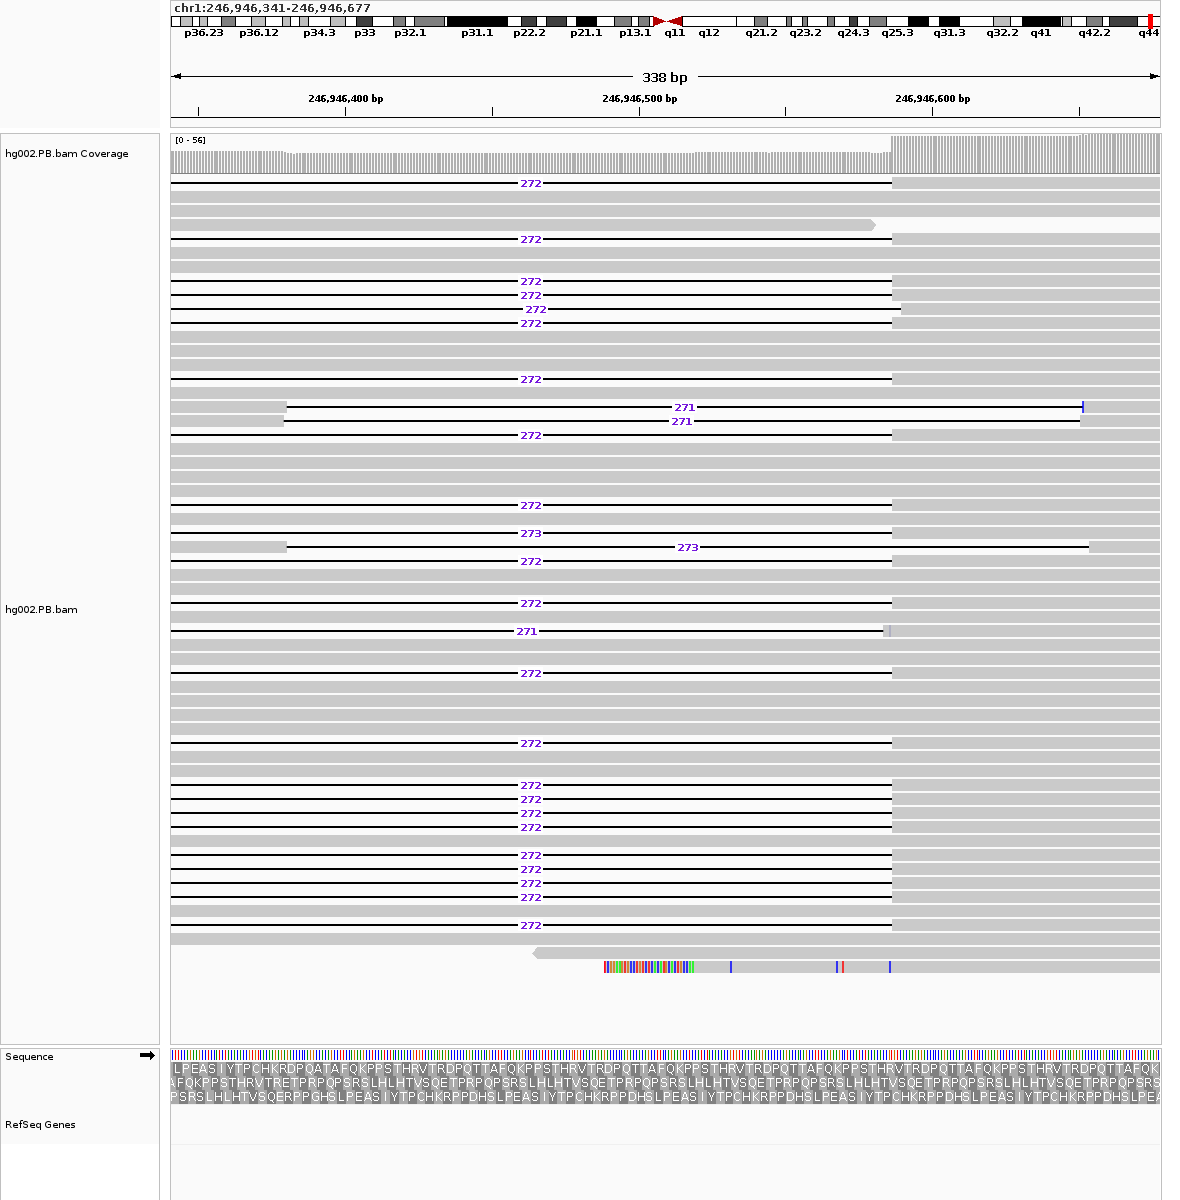 chr1:246,946,341-246,946,677
p36.23 p36.12 p34.3 p33 p32.1 p31.1 p22.2 p21.1 p13.1 q11 q12 q21.2 q23.2 q24.3 q25.3 q31.3 q32.2 q41 q42.2 q44
338 bp
246,946,400 bp 246,946,500 bp 246,946,600 bp
[0 - 56]
hg002.PB.bam Coverage
272
272
272
272
272
272
272
271
271
272
272
273
273
272
hg002.PB.bam
272
271
272
272
272
272
272
272
272
272
272
272
272
Sequence
LPEASIYTPCHKRDPQATAFQKPPSTHRVTRDPQTTAFQKPPSTHRVTRDPQTTAFQKPPSTHRVTRDPQTTAFQKPPSTHRVTRDPQTTAFQKPPSTHRVTRDPQTTAFQK
AFQKPPSTHRVTRETPRPQPSRSLHLHTVSQETPRPQPSRSLHLHTVSQETPRPQPSRSLHLHTVSQETPRPQPSRSLHLHTVSQETPRPQPSRSLHLHTVSQETPRPQPSRS
PSRSLHLHTVSQERPPGHSLPEASIYTPCHKRPPDHSLPEASIYTPCHKRPPDHSLPEASIYTPCHKRPPDHSLPEASIYTPCHKRPPDHSLPEASIYTPCHKRPPDHSLPEA
RefSeq Genes